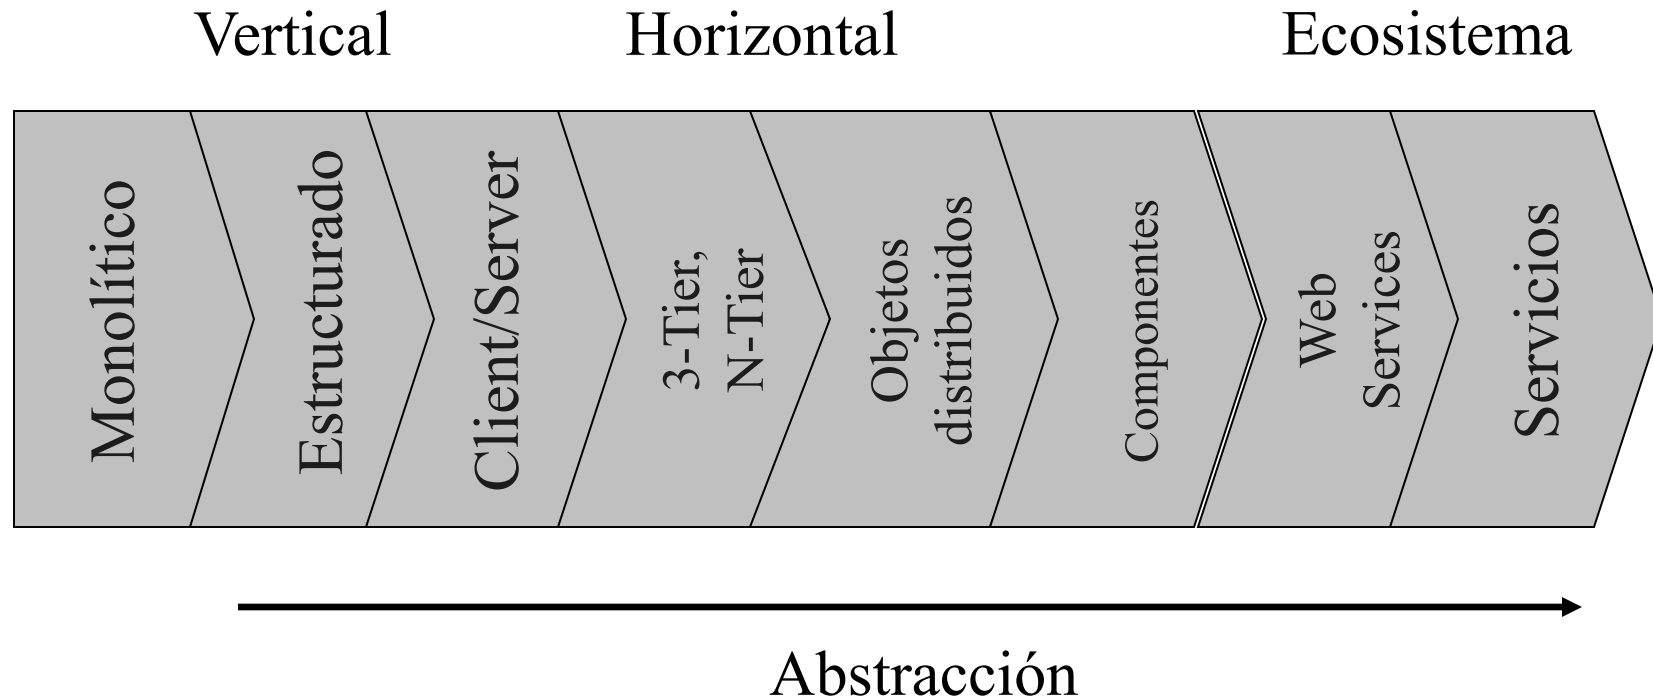 Vertical
Horizontal
Ecosistema
Monolítico
Estructurado
Client/Server
3-Tier,
N-Tier
Objetos
distribuidos
Componentes
Web
Services
Servicios
Abstracción